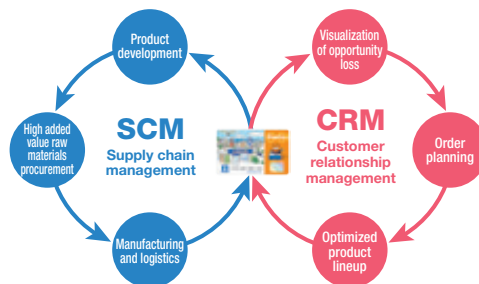 Product
development
Visualization
of opportunity
loss
SCM
Supply chain
management
CRM
Customer
relationship
management
High added
value raw
materials
procurement
Order
planning
Manufacturing
and logistics
Optimized
product
lineup